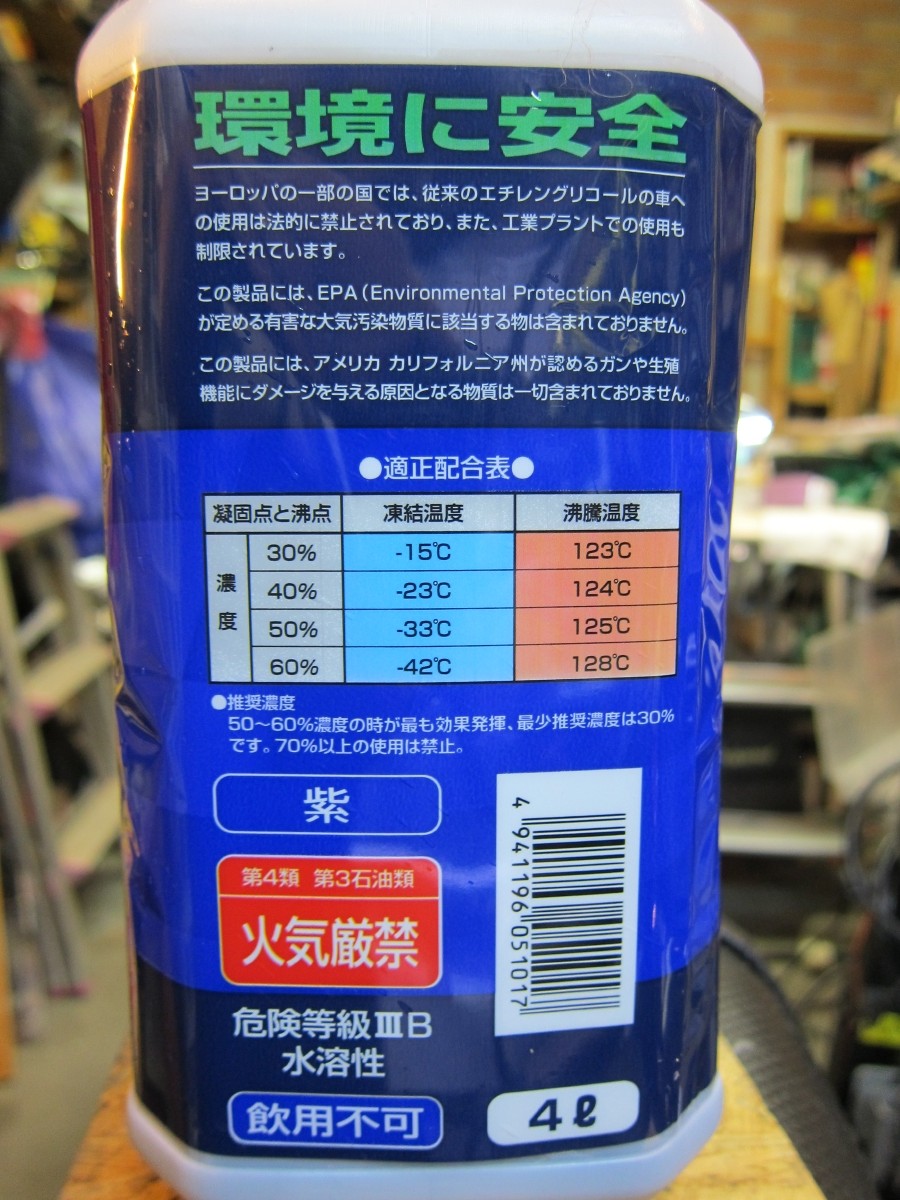 環境に安全
ヨーロッパの一部の国では、従来のエチレングリコールの車へ
の使用は法的に禁止されており、また、工業プラントでの使用も
制限されています。
この製品には、EPA(Environmental Protection Agency)
が定める有害な大気汚染物質に該当する物は含まれておりません。
この製品には、アメリカ カリフォルニア州が認めるガンや生殖
機能にダメージを与える原因となる物質は一切含まれておりません。
●適正配合表●
凝固点と沸点 凍結温度 沸騰温度
濃度
30% -15℃ 123℃
40% -23℃ 124℃
50% -33℃ 125℃
60% -42℃ 128℃
●推奨濃度
50～60%濃度の時が最も効果発揮、最少推奨濃度は30%
です。70%以上の使用は禁止。
紫
第4類 第3石油類
火気厳禁
危険等級ⅢB
水溶性
飲用不可
4 941196 051017
4ℓ